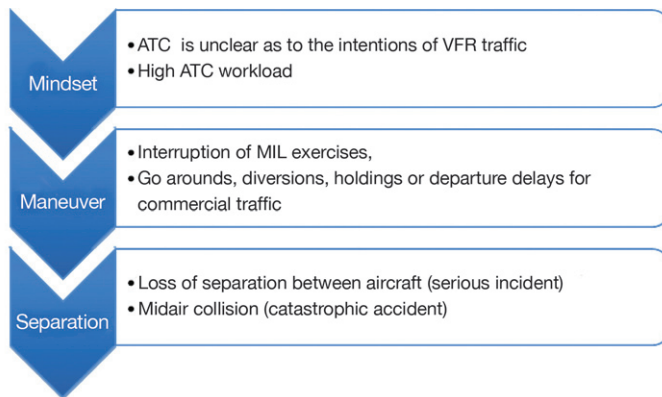 Mindset
• ATC is unclear as to the intentions of VFR traffic
• High ATC workload
Maneuver
• Interruption of MIL exercises,
• Go arounds, diversions, holdings or departure delays for
commercial traffic
Separation
• Loss of separation between aircraft (serious incident)
• Midair collision (catastrophic accident)